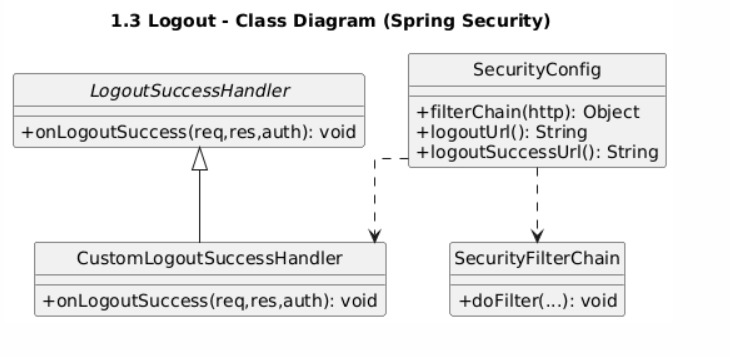 1.3 Logout - Class Diagram (Spring Security)
LogoutSuccessHandler
+onLogoutSuccess(req,res,auth): void
SecurityConfig
+filterChain(http): Object
+logoutUrl(): String
+logoutSuccessUrl(): String
CustomLogoutSuccessHandler
+onLogoutSuccess(req,res,auth): void
SecurityFilterChain
+doFilter(...): void